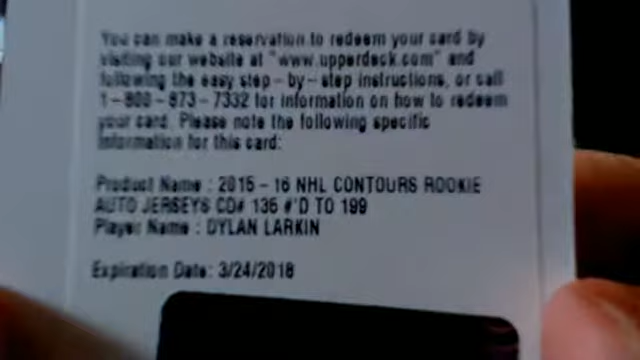 You can make a reservation to redeem your card by
visiting our website at "www.upperdeck.com" and
following the easy step-by-step instructions, or call
1-800-873-7332 for information on how to redeem
your card. Please note the following specific
information for this card:
Product Name : 2015-16 NHL CONTOURS ROOKIE
AUTO JERSEYS CD# 135 #'D TO 199
Player Name : DYLAN LARKIN
Expiration Date: 3/24/2018